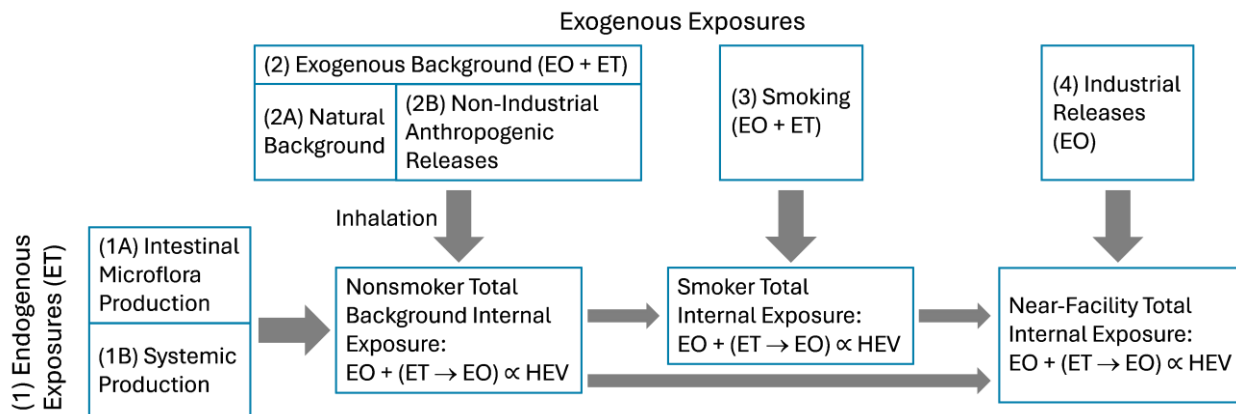 Exogenous Exposures
(2) Exogenous Background (EO + ET)
(2A) Natural
Background
(2B) Non-Industrial
Anthropogenic
Releases
(3) Smoking
(EO + ET)
(4) Industrial
Releases
(EO)
Inhalation
(1) Endogenous
Exposures (ET)
(1A) Intestinal
Microflora
Production
(1B) Systemic
Production
Nonsmoker Total
Background Internal
Exposure:
EO + (ET → EO) ∝ HEV
Smoker Total
Internal Exposure:
EO + (ET → EO) ∝ HEV
Near-Facility Total
Internal Exposure:
EO + (ET → EO) ∝ HEV